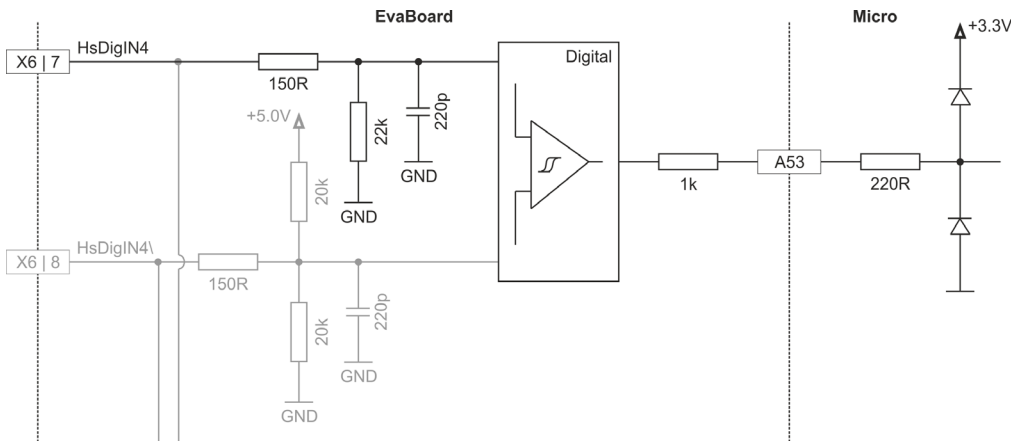 EvaBoard
Micro
+3.3V
HsDigIN4
X6 | 7
Digital
150R
22k
220p
GND
GND
+5.0V
20k
A53
1k
220R
HsDigIN4\
X6 | 8
150R
20k
220p
GND
GND